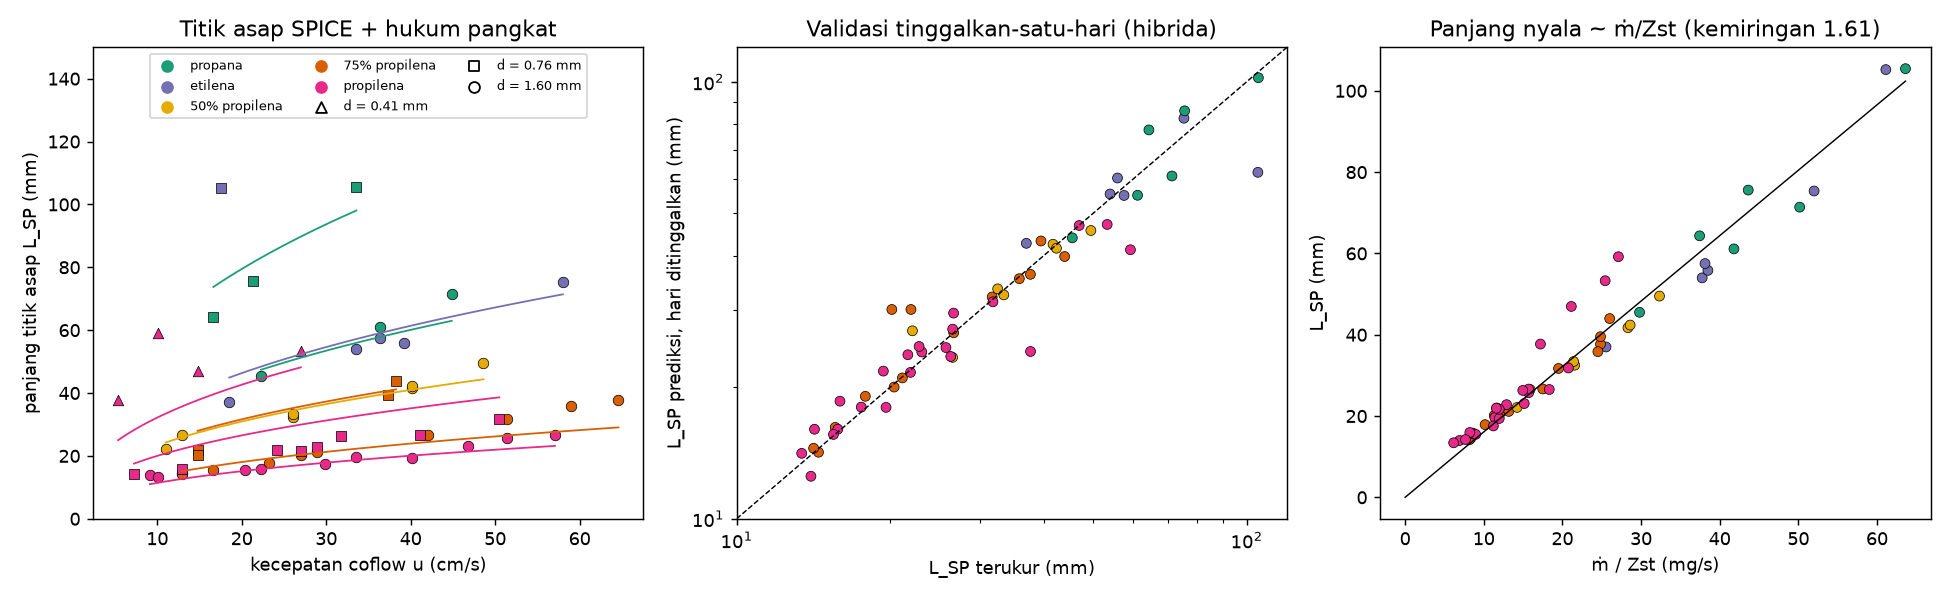 Titik asap SPICE + hukum pangkat
propana
etilena
50% propilena
75% propilena
propilena
d = 0.41 mm
d = 0.76 mm
d = 1.60 mm
140
120
100
80
60
40
20
0
10 20 30 40 50 60
panjang titik asap L_SP (mm)
kecepatan coflow u (cm/s)
Validasi tinggalkan-satu-hari (hibrida)
10²
10¹
10¹ 10²
L_SP prediksi, hari ditinggalkan (mm)
L_SP terukur (mm)
Panjang nyala ~ ṁ/Zst (kemiringan 1.61)
100
80
60
40
20
0
0 10 20 30 40 50 60
L_SP (mm)
ṁ / Zst (mg/s)